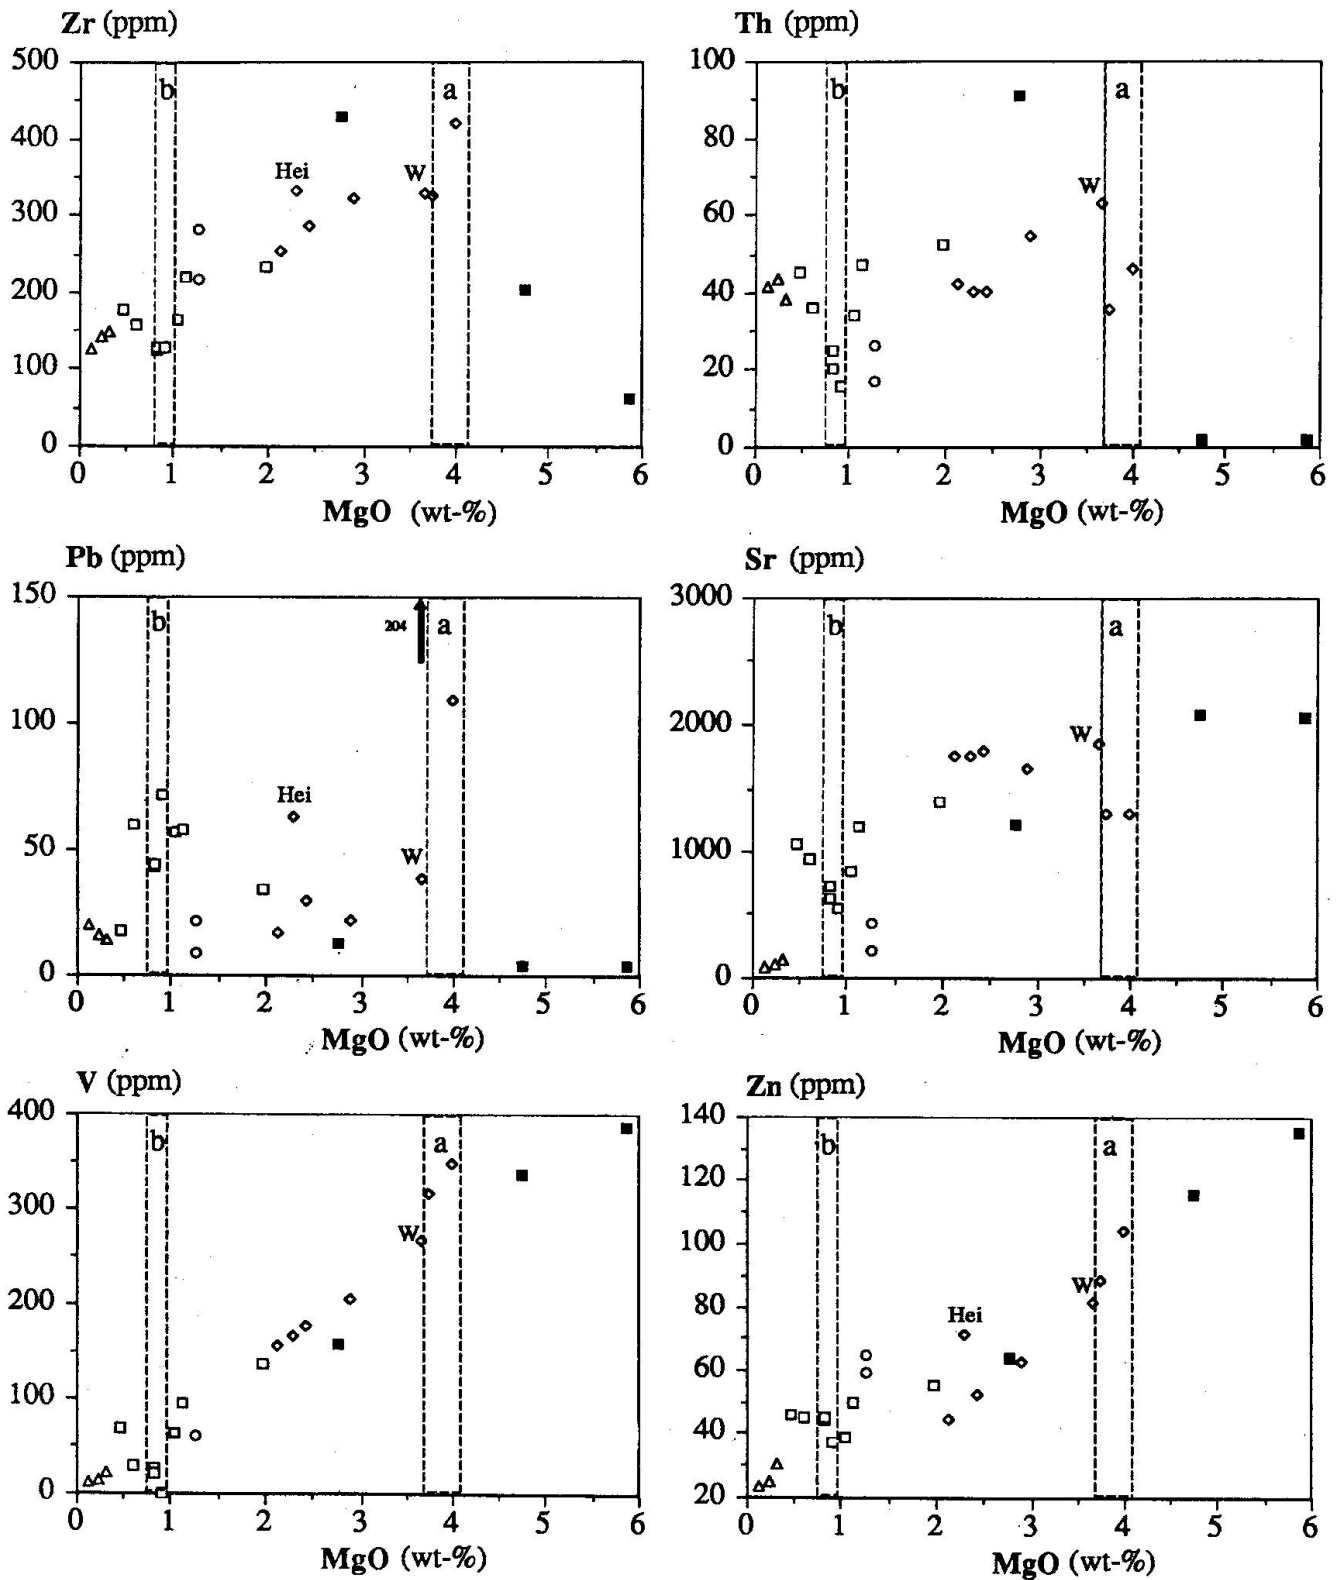 Zr (ppm)
500
400
300
200
100
0
b
a
Hei
W
0 1 2 3 4 5 6
MgO (wt-%)
Th (ppm)
100
80
60
40
20
0
b
a
W
0 1 2 3 4 5 6
MgO (wt-%)
Pb (ppm)
150
100
50
0
b
204
a
Hei
W
0 1 2 3 4 5 6
MgO (wt-%)
Sr (ppm)
3000
2000
1000
0
b
a
W
0 1 2 3 4 5 6
MgO (wt-%)
V (ppm)
400
300
200
100
0
b
a
W
0 1 2 3 4 5 6
MgO (wt-%)
Zn (ppm)
140
120
100
80
60
40
20
b
a
W
Hei
0 1 2 3 4 5 6
MgO (wt-%)